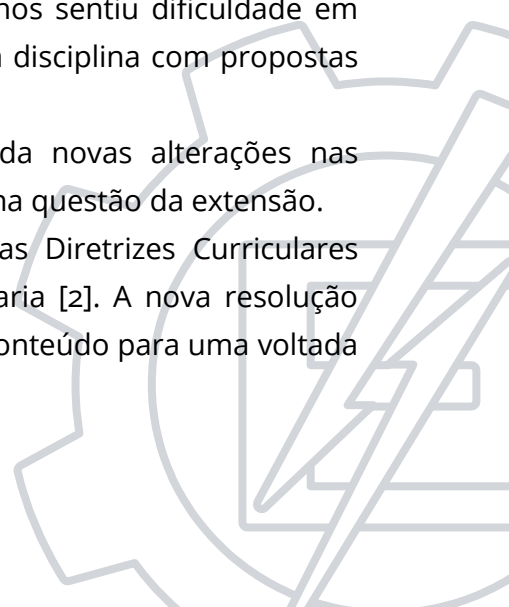 nos sentiu dificuldade em
disciplina com propostas
da novas alterações nas
na questão da extensão.
as Diretrizes Curriculares
aria [2]. A nova resolução
onteúdo para uma voltada